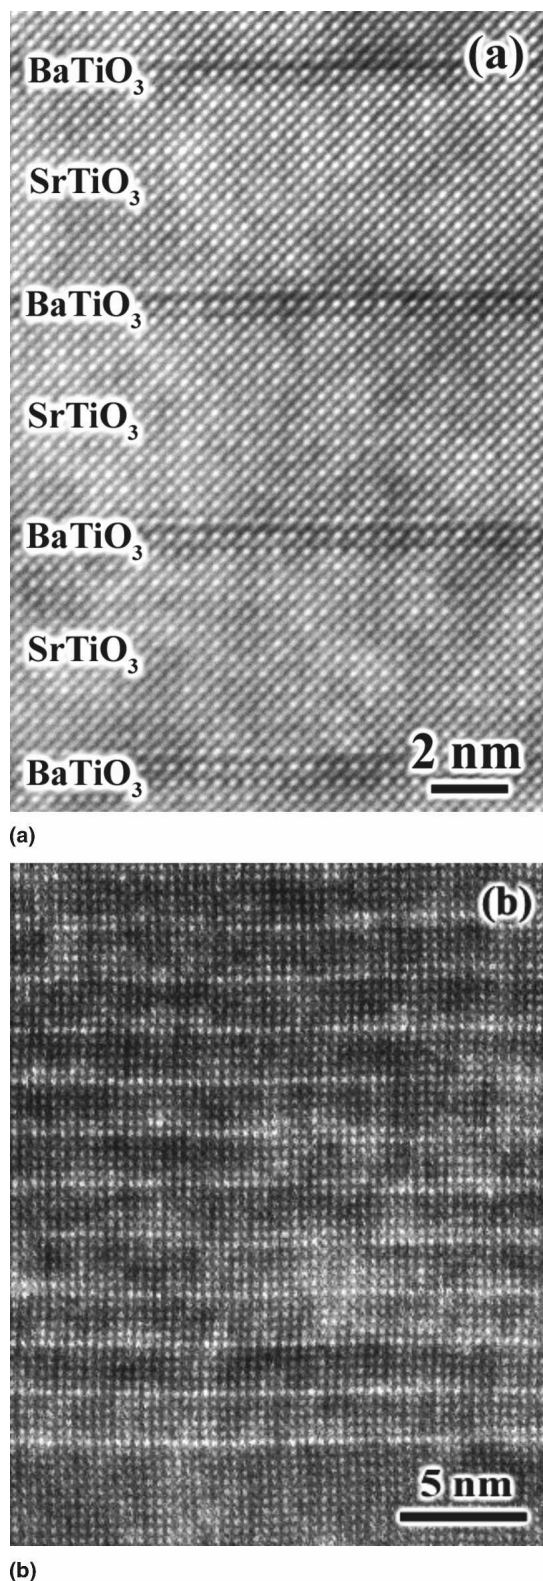 (a)
BaTiO₃
SrTiO₃
BaTiO₃
SrTiO₃
BaTiO₃
SrTiO₃
2 nm
BaTiO₃
(a)
(b)
5 nm
(b)